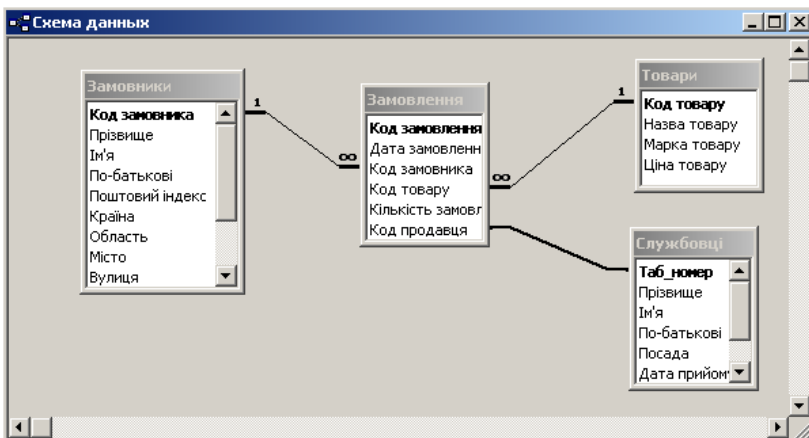 Схема данных
Замовники
Код замовника
Прізвище
Ім'я
По-батькові
Поштовий індекс
Країна
Область
Місто
Вулиця
1
∞
Замовлення
Код замовлення
Дата замовленн
Код замовника
Код товару
Кількість замовл
Код продавця
∞
1
Товари
Код товару
Назва товару
Марка товару
Ціна товару
Службовці
Таб_номер
Прізвище
Ім'я
По-батькові
Посада
Дата прийом